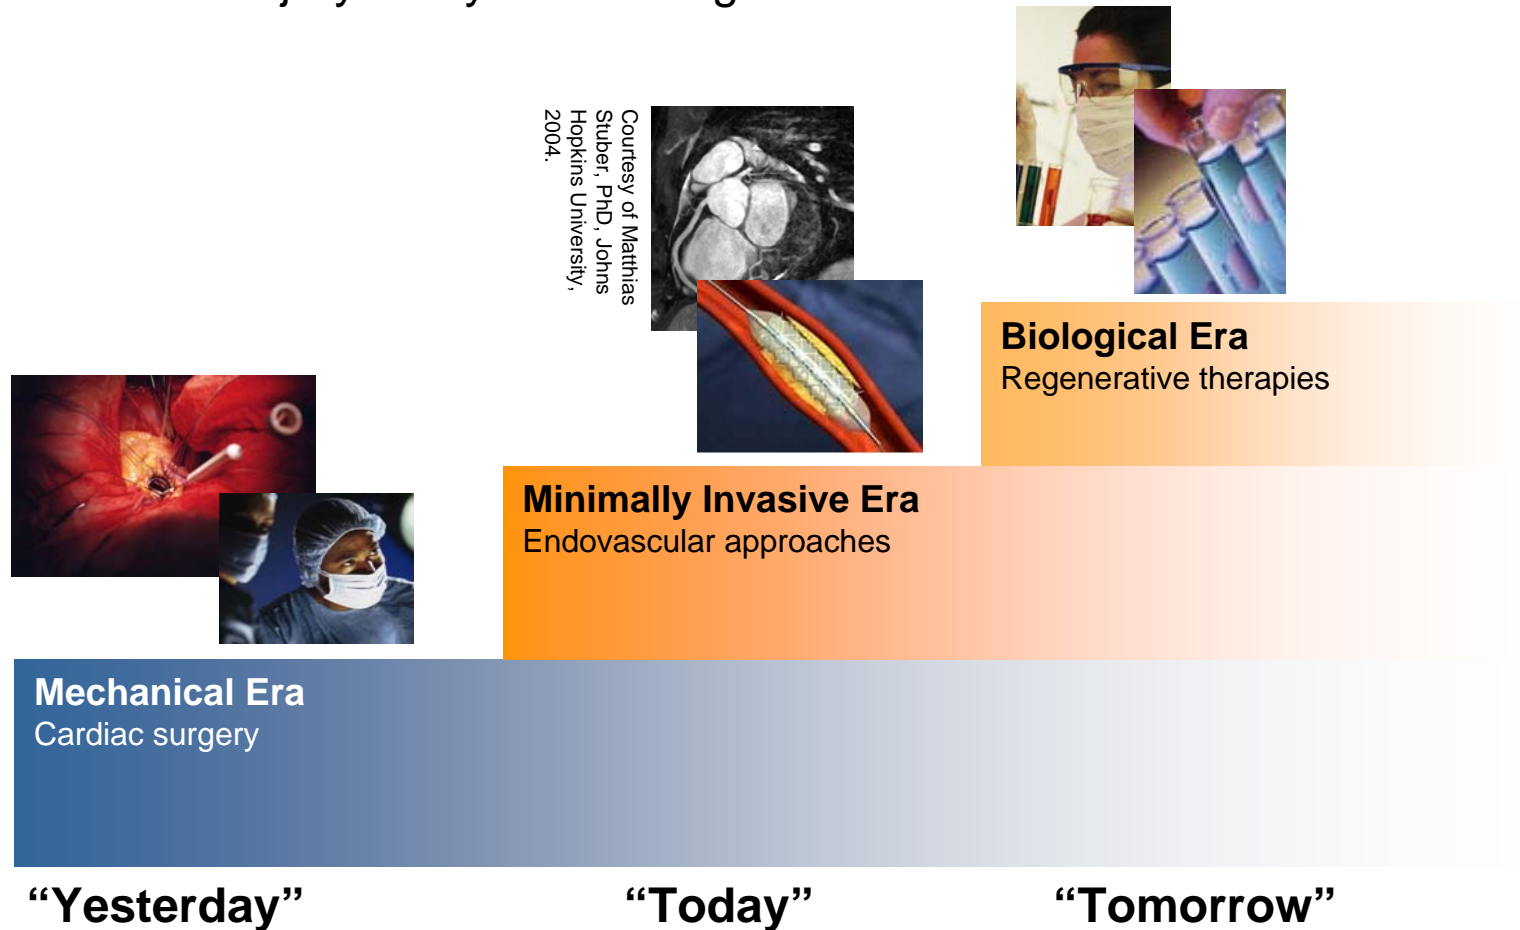 Courtesy of Matthias
Stuber, PhD, Johns
Hopkins University,
2004.
Biological Era
Regenerative therapies
Minimally Invasive Era
Endovascular approaches
Mechanical Era
Cardiac surgery
“Yesterday”
“Today”
“Tomorrow”